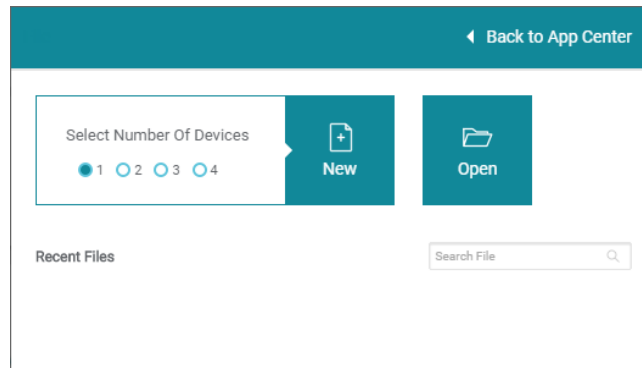 Back to App Center
Select Number Of Devices
1 2 3 4
New
Open
Recent Files
Search File